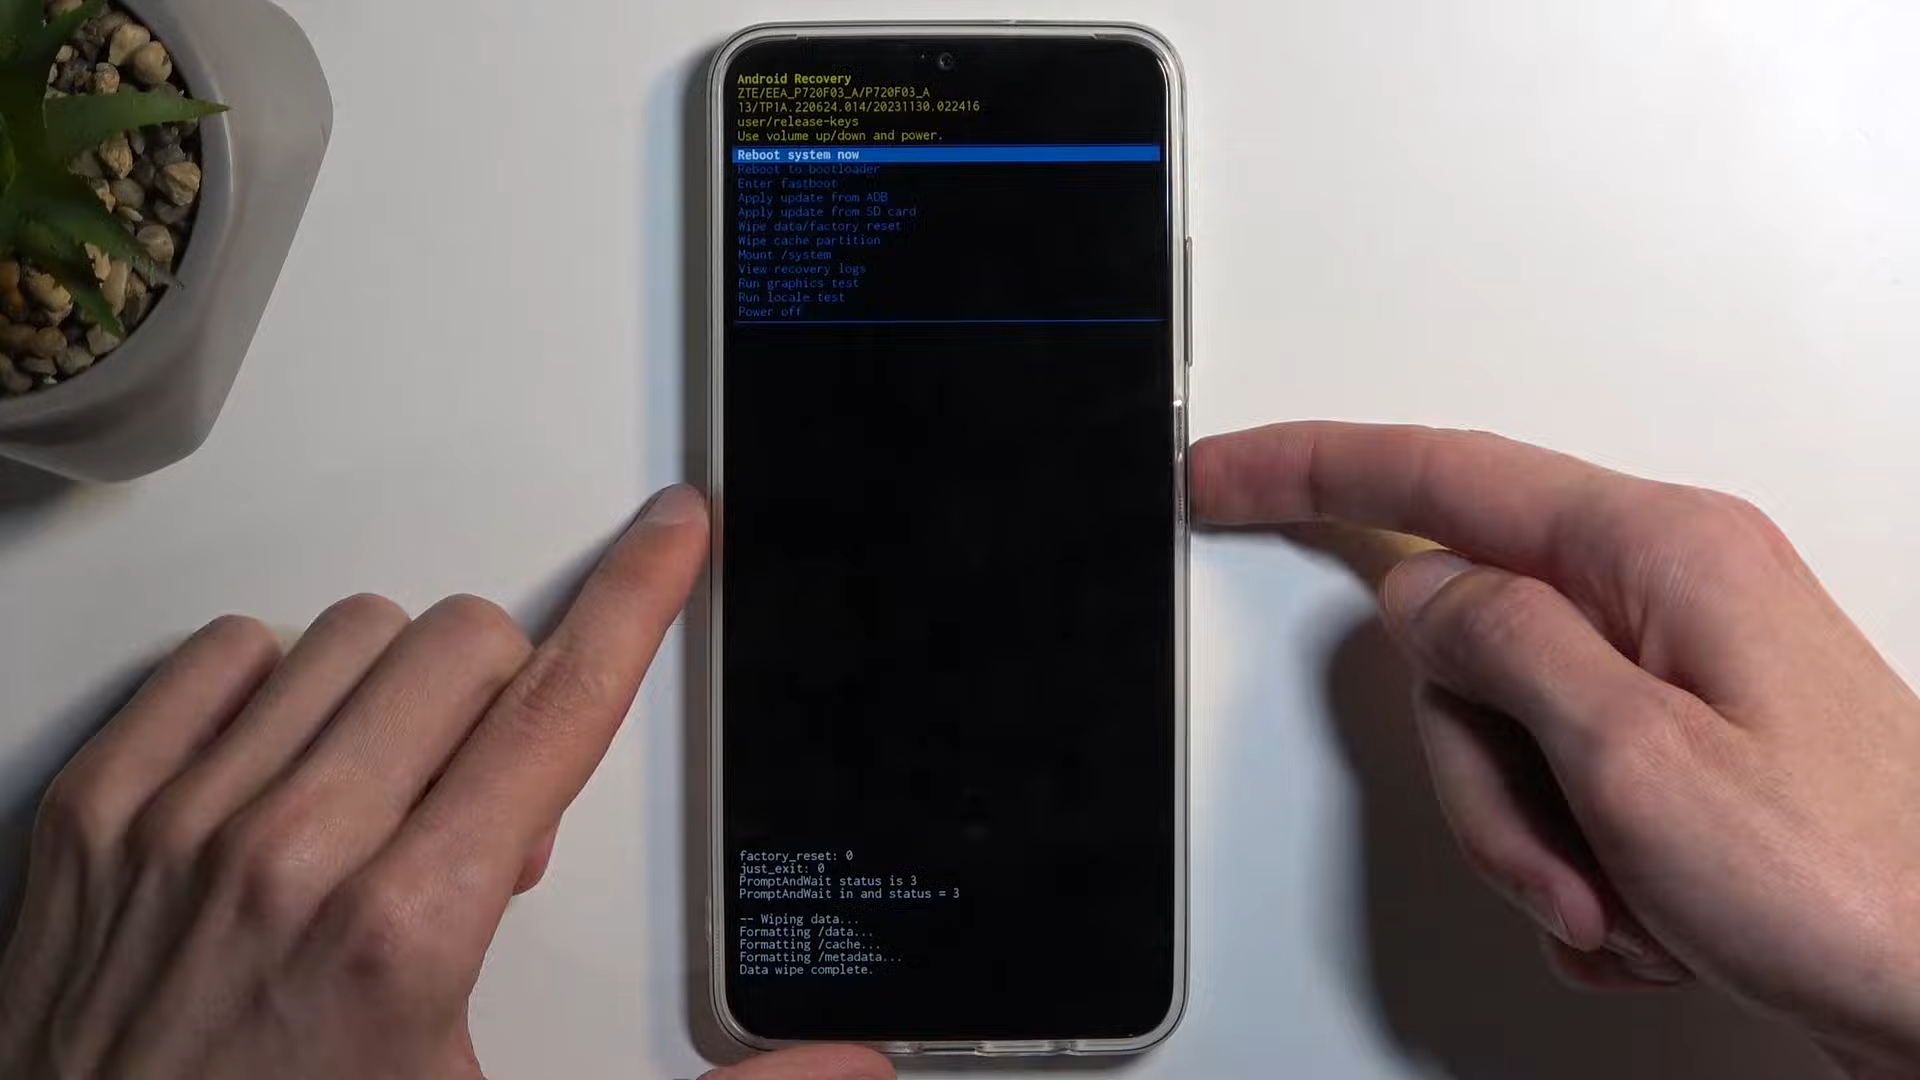 Android Recovery
ZTE/EEA_P720F03_A/P720F03_A
13/TP1A.220624.014/20231130.022416
user/release-keys
Use volume up/down and power.
Reboot system now
Reboot to bootloader
Enter fastboot
Apply update from ADB
Apply update from SD card
Wipe data/factory reset
Wipe cache partition
Mount /system
View recovery logs
Run graphics test
Run locale test
Power off
factory_reset: 0
just_exit: 0
PromptAndWait status is 3
PromptAndWait in and status = 3
-- Wiping data...
Formatting /data...
Formatting /cache...
Formatting /metadata...
Data wipe complete.